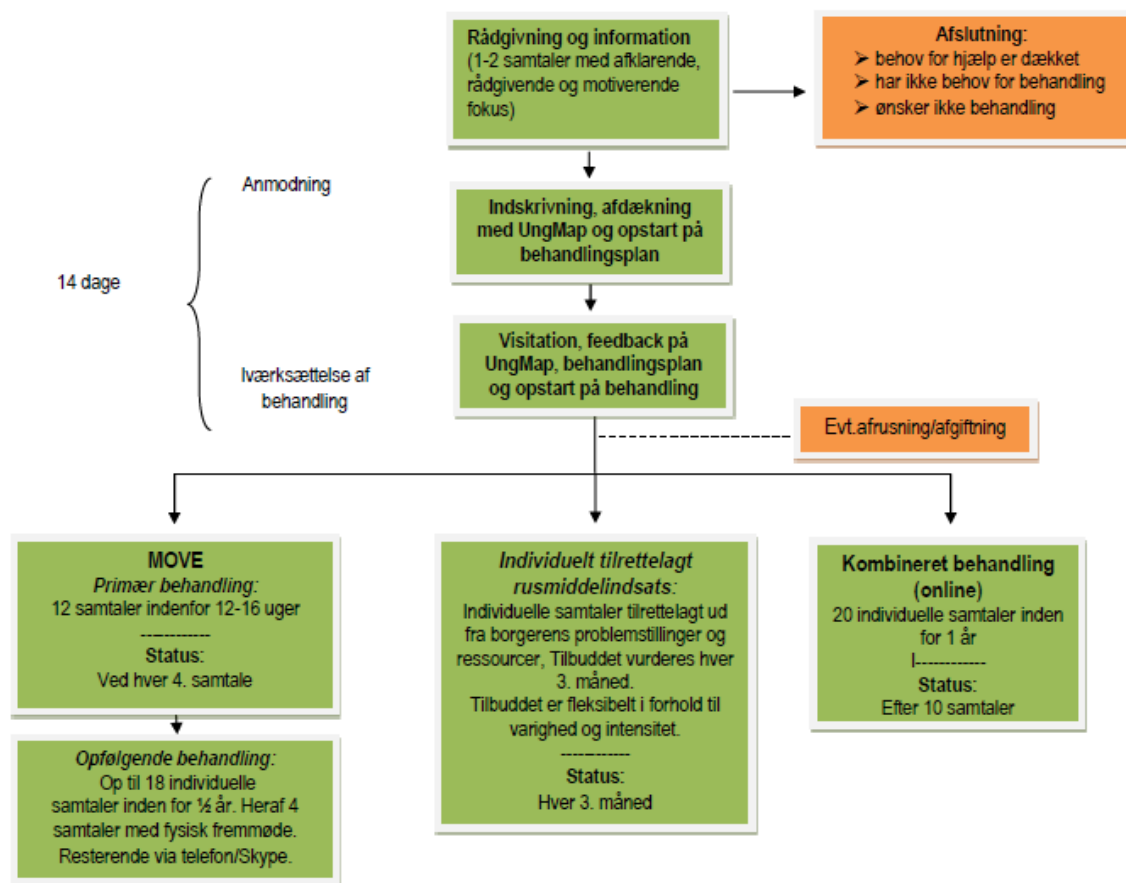 Rådgivning og information
(1-2 samtaler med afklarende,
rådgivende og motiverende
fokus)
Afslutning:
➢ behov for hjælp er dækket
➢ har ikke behov for behandling
➢ ønsker ikke behandling
Anmodning
14 dage
Iværksættelse af
behandling
Indskrivning, afdækning
med UngMap og opstart på
behandlingsplan
Visitation, feedback på
UngMap, behandlingsplan
og opstart på behandling
Evt.afrusning/afgiftning
MOVE
Primær behandling:
12 samtaler indenfor 12-16 uger
------------
Status:
Ved hver 4. samtale
Opfølgende behandling:
Op til 18 individuelle
samtaler inden for ½ år. Heraf 4
samtaler med fysisk fremmøde.
Resterende via telefon/Skype.
Individuelt tilrettelagt
rusmiddelindsats:
Individuelle samtaler tilrettelagt ud
fra borgerens problemstillinger og
ressourcer, Tilbuddet vurderes hver
3. måned.
Tilbuddet er fleksibelt i forhold til
varighed og intensitet.
------------
Status:
Hver 3. måned
Kombineret behandling
(online)
20 individuelle samtaler inden
for 1 år
I------------
Status:
Efter 10 samtaler